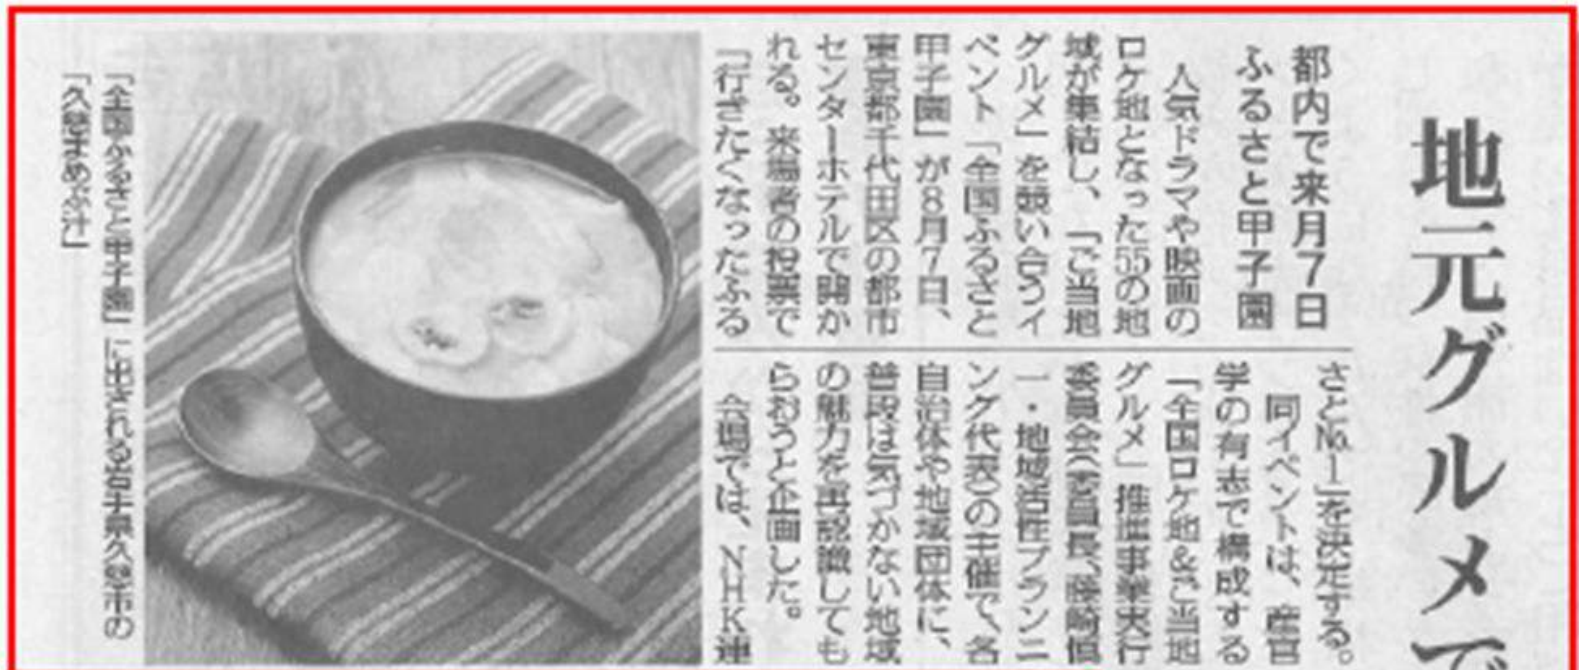 地元グルメで
都内で来月7日
ふるさと甲子園
人気ドラマや映画の
ロケ地となった55の地
域が集結し、「ご当地
グルメ」を競い合うイ
ベント「全国ふるさと
甲子園」が8月7日、
東京都千代田区の都市
センターホテルで開か
れる。来場者の投票で
「行きたくなったふる
さと№1」を決定する。
同イベントは、産官
学の有志で構成する
「全国ロケ地&ご当地
グルメ」推進事業実行
委員会(委員長、藤崎慎
一・地域活性プランニ
ング代表)の主催で、各
自治体や地域団体に、
普段は気づかない地域
の魅力を再認識しても
らおうと企画した。
会場では、NHK連
「全国ふるさと甲子園」に出される岩手県久慈市の
「久慈まめぶ汁」